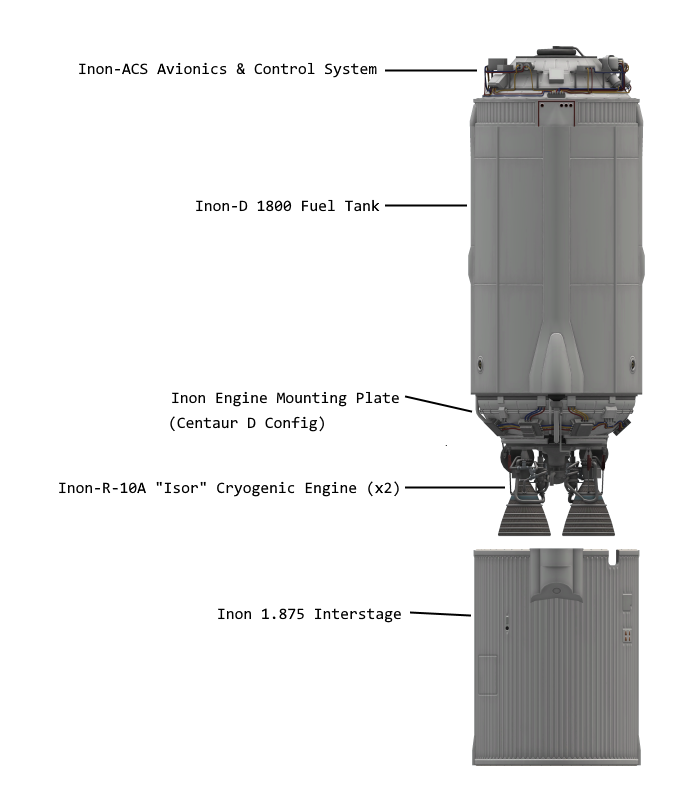 Inon-ACS Avionics & Control System
Inon-D 1800 Fuel Tank
Inon Engine Mounting Plate
(Centaur D Config)
Inon-R-10A "Isor" Cryogenic Engine (x2)
Inon 1.875 Interstage